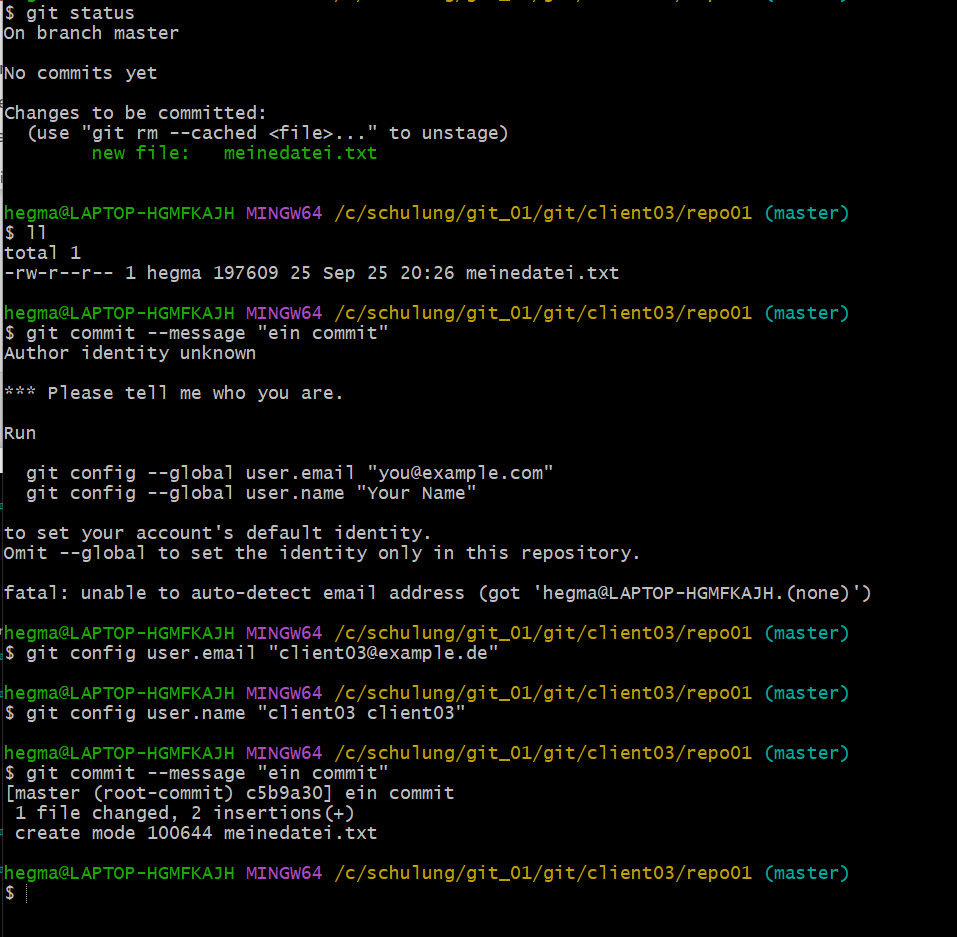 $ git status
On branch master

No commits yet

Changes to be committed:
  (use "git rm --cached <file>..." to unstage)
        new file:   meinedatei.txt


hegma@LAPTOP-HGMFKAJH MINGW64 /c/schulung/git_01/git/client03/repo01 (master)
$ ll
total 1
-rw-r--r-- 1 hegma 197609 25 Sep 25 20:26 meinedatei.txt

hegma@LAPTOP-HGMFKAJH MINGW64 /c/schulung/git_01/git/client03/repo01 (master)
$ git commit --message "ein commit"
Author identity unknown

*** Please tell me who you are.

Run

  git config --global user.email "you@example.com"
  git config --global user.name "Your Name"

to set your account's default identity.
Omit --global to set the identity only in this repository.

fatal: unable to auto-detect email address (got 'hegma@LAPTOP-HGMFKAJH.(none)')

hegma@LAPTOP-HGMFKAJH MINGW64 /c/schulung/git_01/git/client03/repo01 (master)
$ git config user.email "client03@example.de"

hegma@LAPTOP-HGMFKAJH MINGW64 /c/schulung/git_01/git/client03/repo01 (master)
$ git config user.name "client03 client03"

hegma@LAPTOP-HGMFKAJH MINGW64 /c/schulung/git_01/git/client03/repo01 (master)
$ git commit --message "ein commit"
[master (root-commit) c5b9a30] ein commit
 1 file changed, 2 insertions(+)
 create mode 100644 meinedatei.txt

hegma@LAPTOP-HGMFKAJH MINGW64 /c/schulung/git_01/git/client03/repo01 (master)
$